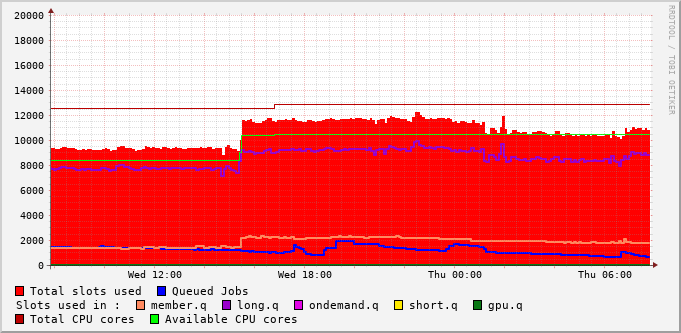 20000
18000
16000
14000
12000
10000
8000
6000
4000
2000
0
Wed 12:00 Wed 18:00 Thu 00:00 Thu 06:00
Total slots used Queued Jobs
Slots used in : member.q long.q ondemand.q short.q gpu.q
Total CPU cores Available CPU cores
RRDTOOL / TOBI OETIKER